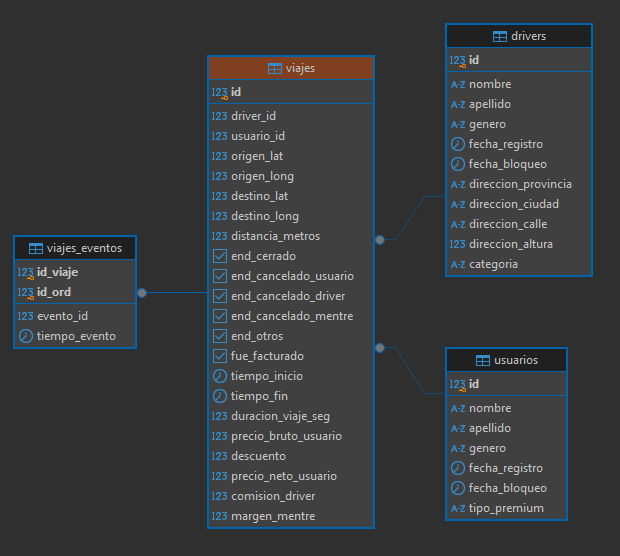 viajes_eventos
123 id_viaje
123 id_ord
123 evento_id
tiempo_evento
viajes
123 id
123 driver_id
123 usuario_id
123 origen_lat
123 origen_long
123 destino_lat
123 destino_long
123 distancia_metros
end_cerrado
end_cancelado_usuario
end_cancelado_driver
end_cancelado_mentre
end_otros
fue_facturado
tiempo_inicio
tiempo_fin
123 duracion_viaje_seg
123 precio_bruto_usuario
123 descuento
123 precio_neto_usuario
123 comision_driver
123 margen_mentre
drivers
123 id
A-Z nombre
A-Z apellido
A-Z genero
fecha_registro
fecha_bloqueo
A-Z direccion_provincia
A-Z direccion_ciudad
A-Z direccion_calle
123 direccion_altura
A-Z categoria
usuarios
123 id
A-Z nombre
A-Z apellido
A-Z genero
fecha_registro
fecha_bloqueo
A-Z tipo_premium